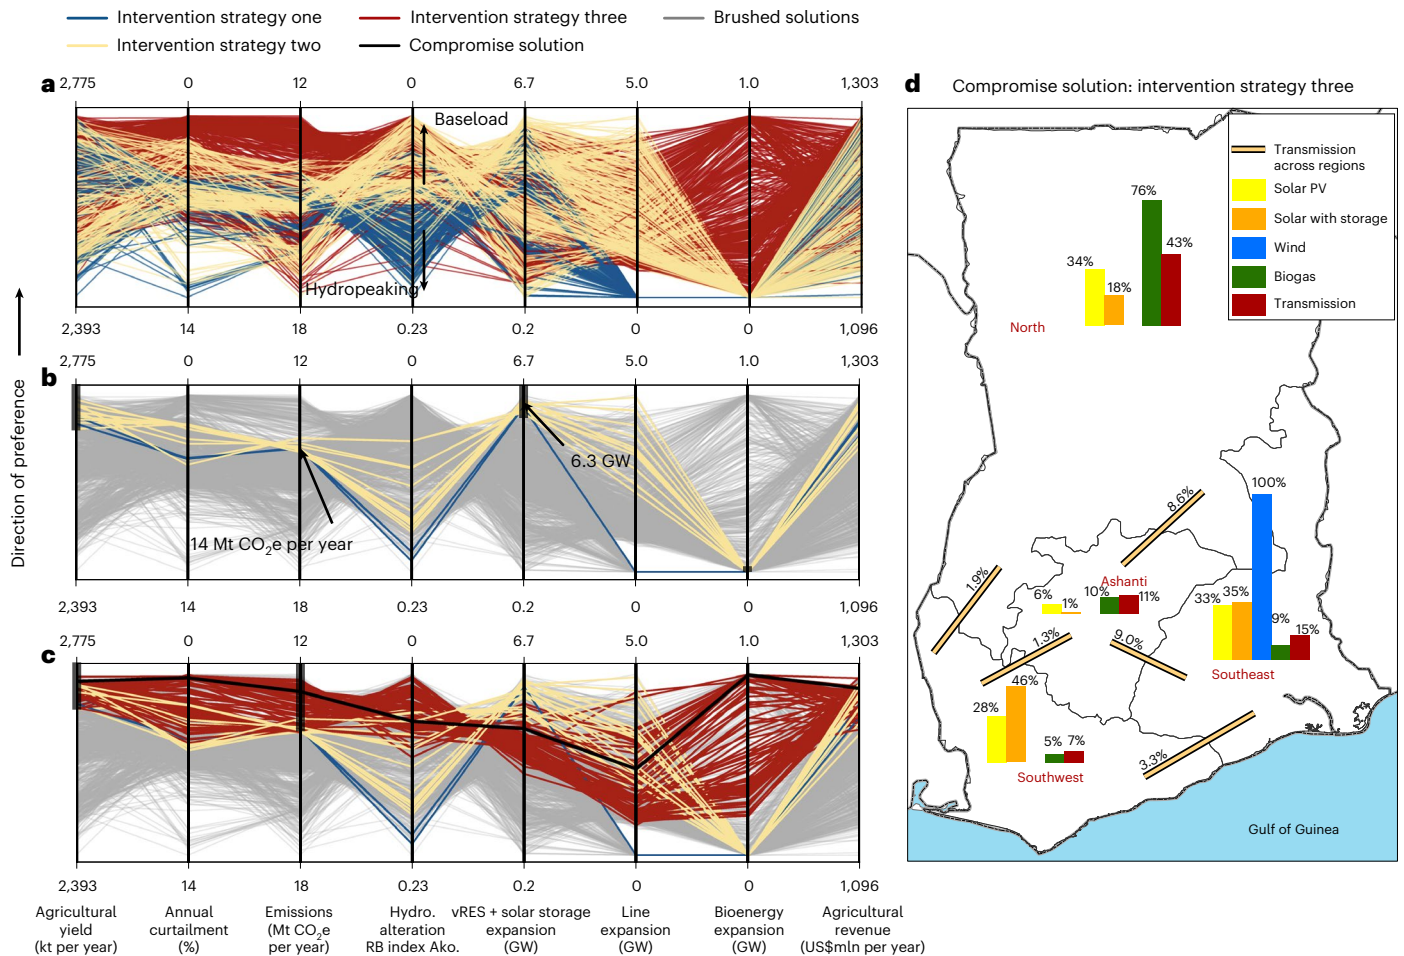 Intervention strategy one
Intervention strategy three
Brushed solutions
Intervention strategy two
Compromise solution
a
2,775 0 12 0 6.7 5.0 1.0 1,303
Baseload
Hydropeaking
2,393 14 18 0.23 0.2 0 0 1,096
b
2,775 0 12 0 6.7 5.0 1.0 1,303
6.3 GW
14 Mt CO2e per year
2,393 14 18 0.23 0.2 0 0 1,096
c
2,775 0 12 0 6.7 5.0 1.0 1,303
2,393 14 18 0.23 0.2 0 0 1,096
Agricultural
yield
(kt per year)
Annual
curtailment
(%)
Emissions
(Mt CO2e
per year)
Hydro.
alteration
RB index Ako.
vRES + solar storage
expansion
(GW)
Line
expansion
(GW)
Bioenergy
expansion
(GW)
Agricultural
revenue
(US$mln per year)
Direction of preference
d
Compromise solution: intervention strategy three
Transmission
across regions
Solar PV
Solar with storage
Wind
Biogas
Transmission
34%
18%
76%
43%
North
8.6%
1.9%
Ashanti
6%
1%
10%
11%
1.3%
9.0%
100%
33%
35%
9%
15%
Southeast
46%
28%
5%
7%
Southwest
3.3%
Gulf of Guinea